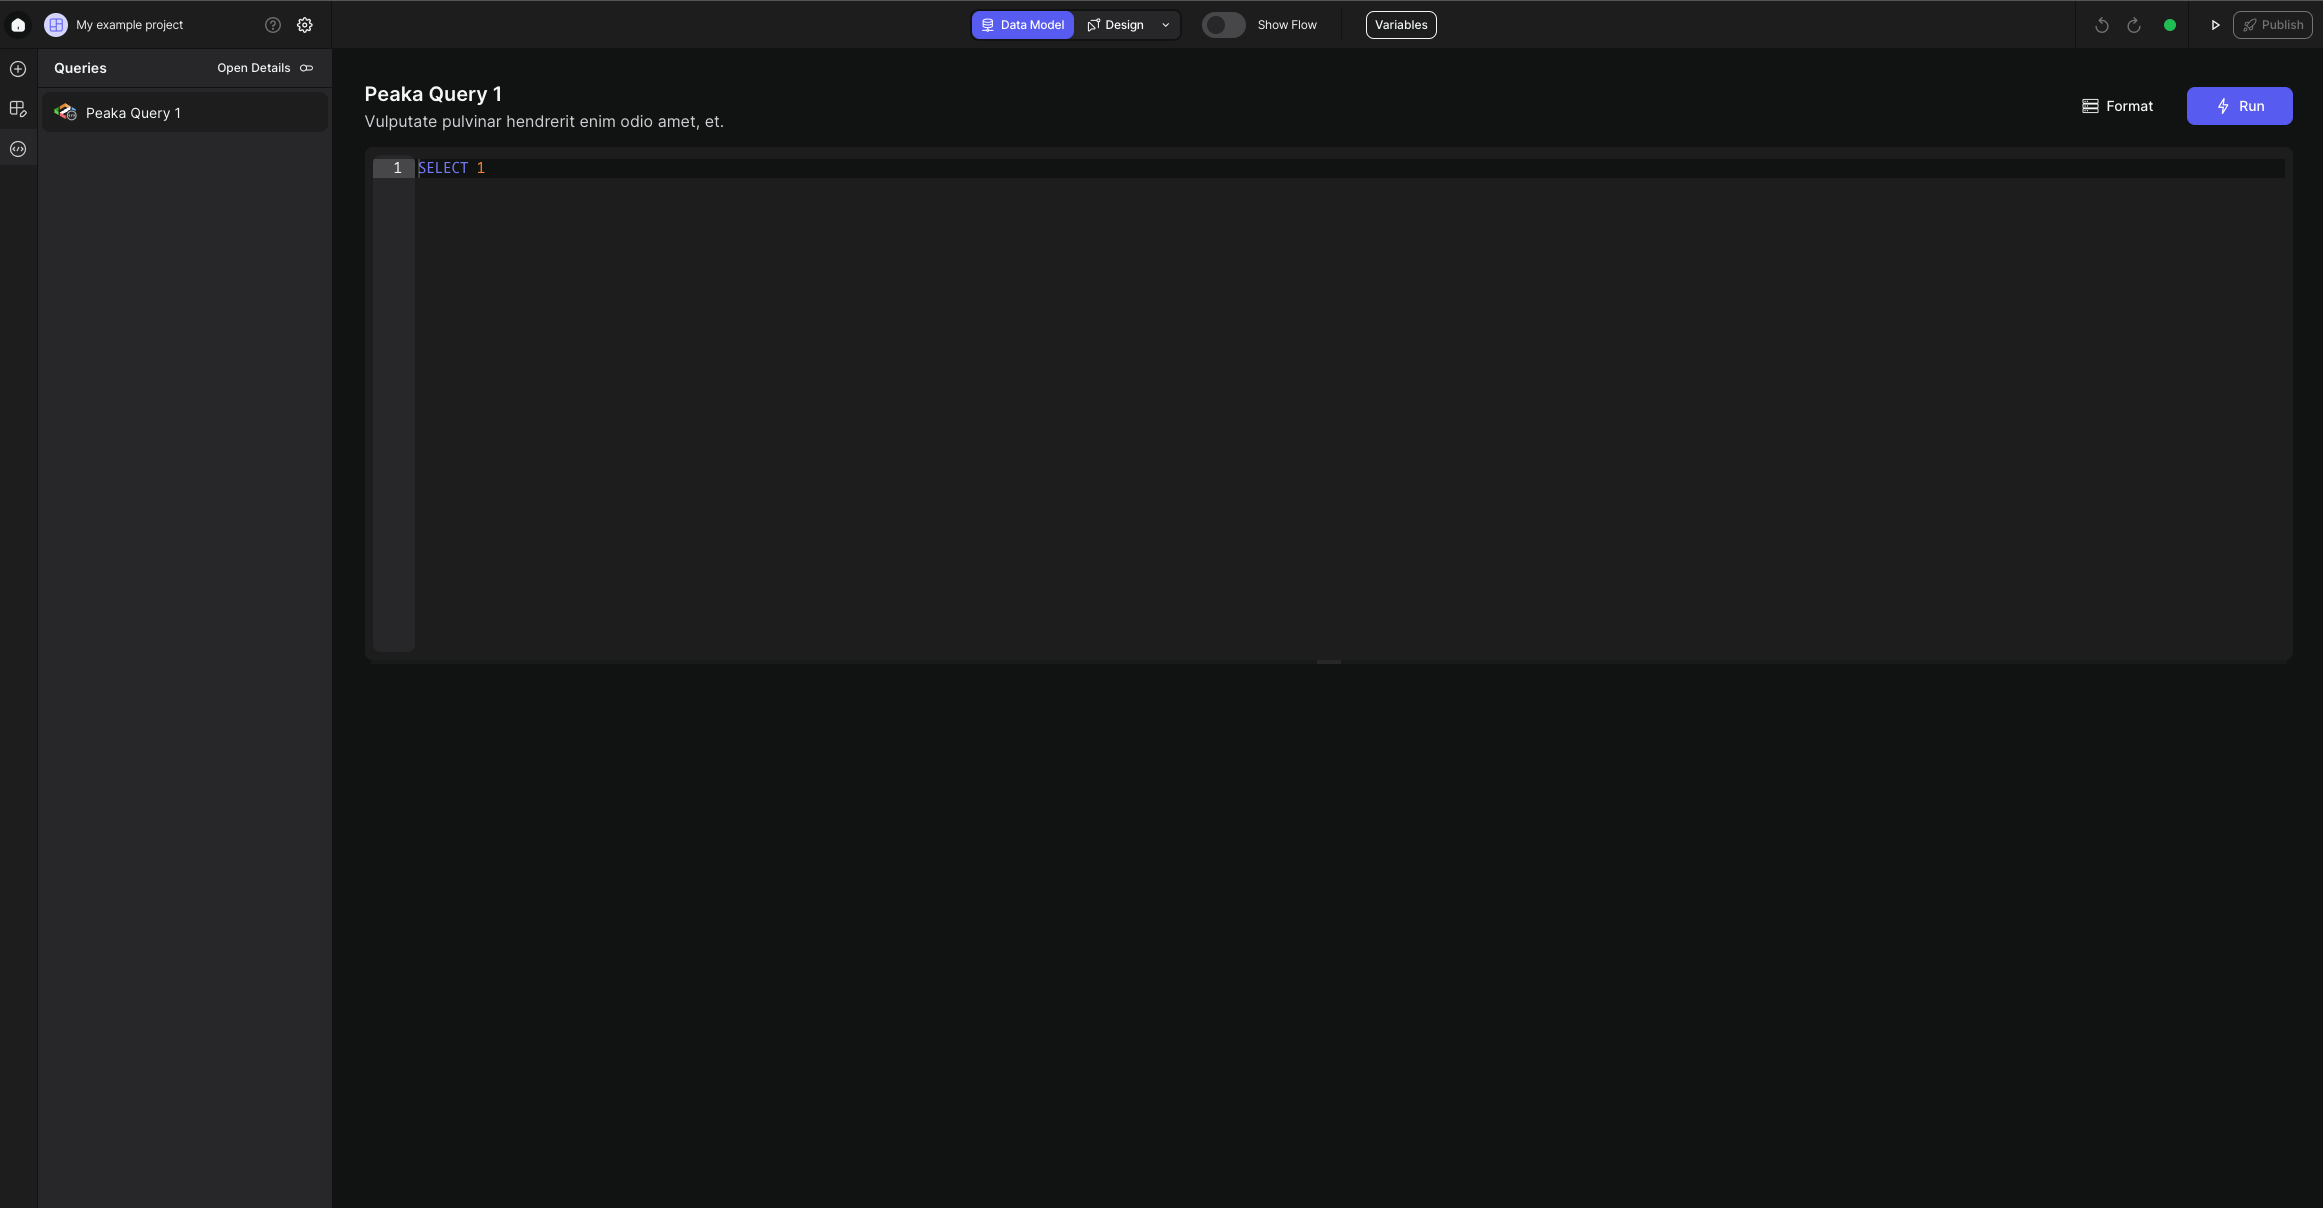 My example project
Data Model
Design
Show Flow
Variables
Publish
Queries
Open Details
Peaka Query 1
Peaka Query 1
Vulputate pulvinar hendrerit enim odio amet, et.
Format
Run
1 SELECT 1